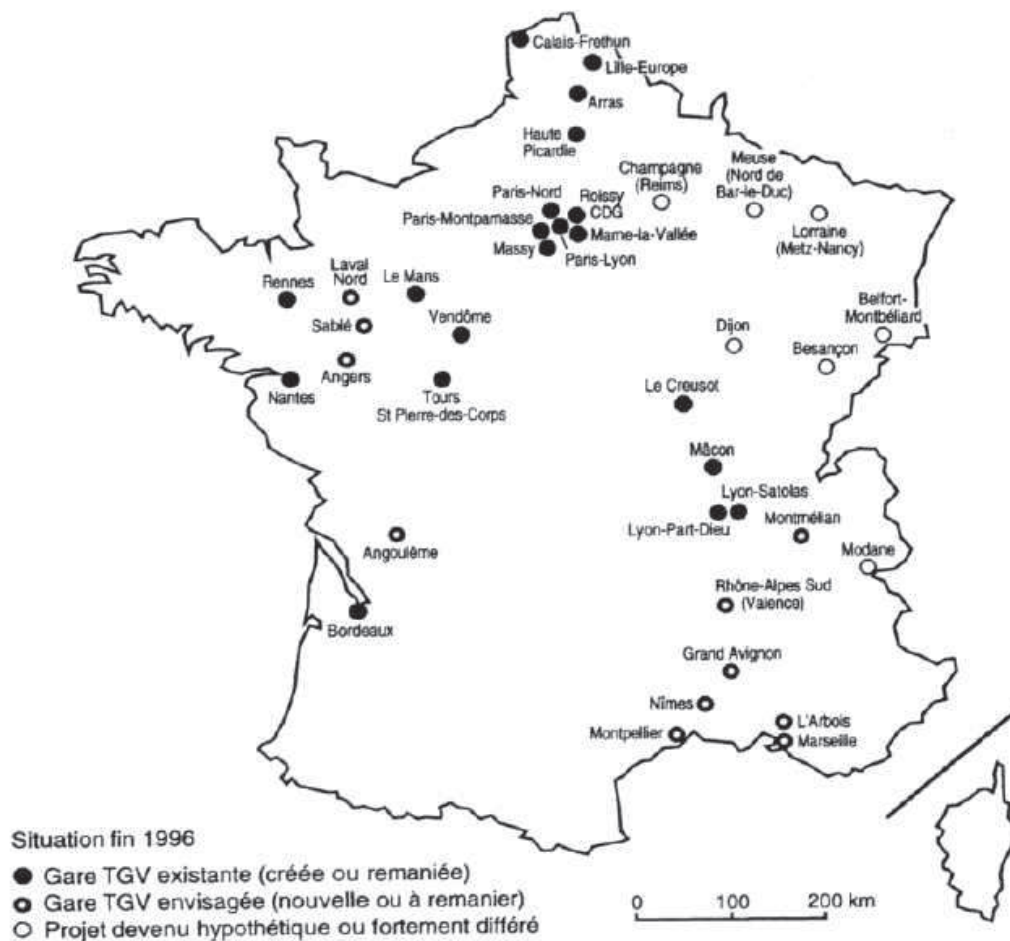 Calais-Frethun
Lille-Europe
Arras
Haute
Picardie
Champagne
(Reims)
Meuse
(Nord de
Bar-le-Duc)
Lorraine
(Metz-Nancy)
Paris-Nord
Roissy
CDG
Paris-Montparnasse
Marne-la-Vallée
Massy
Paris-Lyon
Rennes
Laval
Nord
Le Mans
Sablé
Vendôme
Angers
Nantes
Tours
St Pierre-des-Corps
Dijon
Belfort-
Montbéliard
Besançon
Le Creusot
Mâcon
Lyon-Satolas
Lyon-Part-Dieu
Montmélian
Modane
Angoulême
Bordeaux
Rhône-Alpes Sud
(Valence)
Grand Avignon
Nîmes
L'Arbois
Montpellier
Marseille
Situation fin 1996
Gare TGV existante (créée ou remaniée)
Gare TGV envisagée (nouvelle ou à remanier)
Projet devenu hypothétique ou fortement différé
0 100 200 km